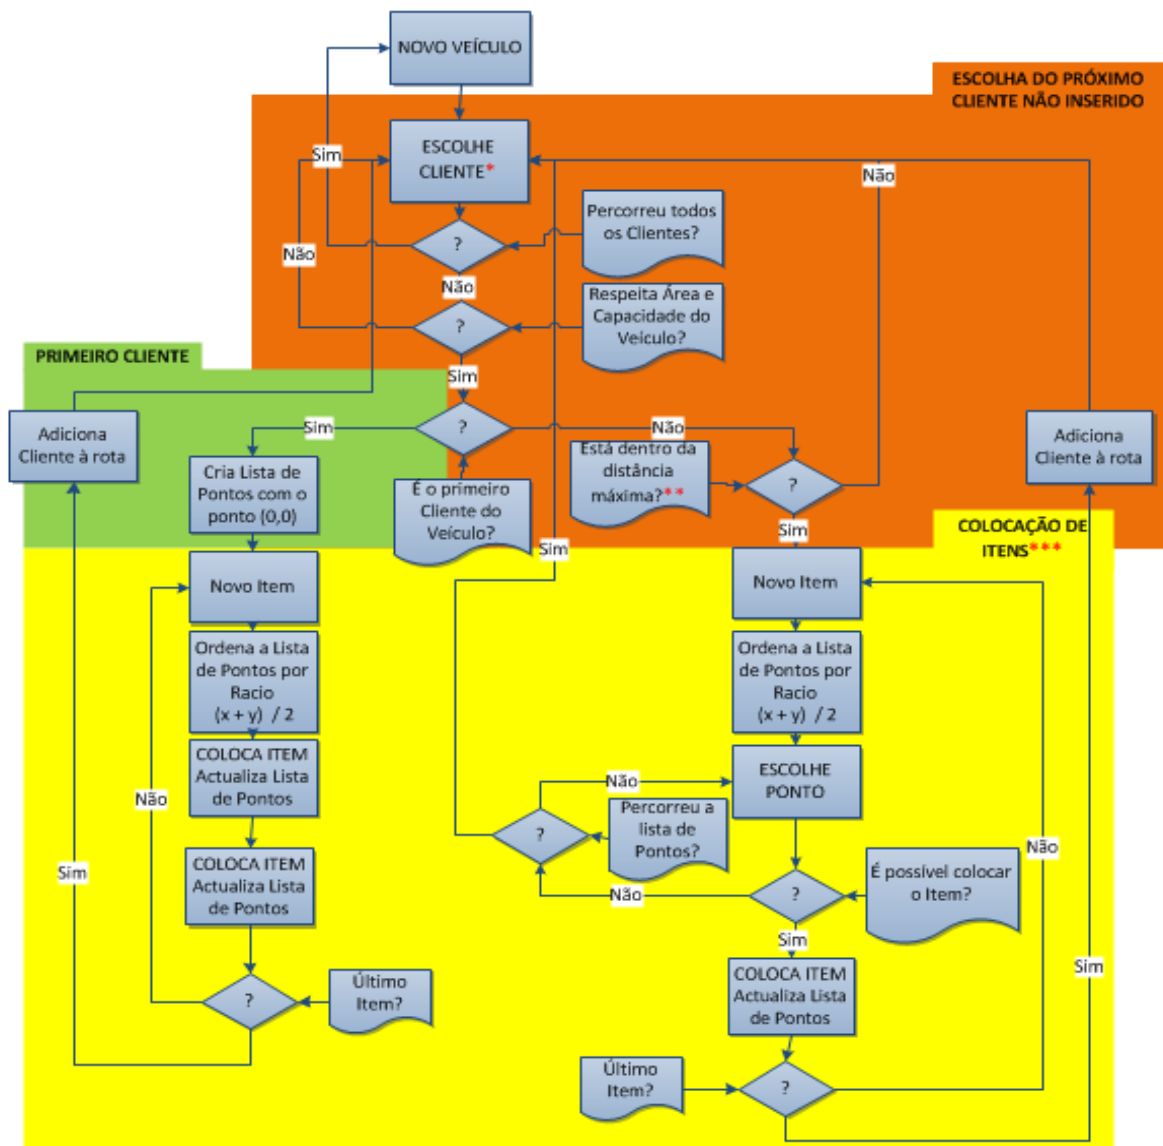 NOVO VEÍCULO
ESCOLHA DO PRÓXIMO
CLIENTE NÃO INSERIDO
ESCOLHE
CLIENTE*
Sim
Não
Percorreu todos
os Clientes?
?
Não
Não
Respeita Área e
Capacidade do
Veículo?
?
PRIMEIRO CLIENTE
Sim
Adiciona
Cliente à rota
Sim
?
Não
Adiciona
Cliente à rota
Cria Lista de
Pontos com o
ponto (0,0)
É o primeiro
Cliente do
Veículo?
Está dentro da
distância
máxima?**
?
Sim
COLOCAÇÃO DE
ITENS***
Sim
Novo Item
Novo Item
Ordena a Lista
de Pontos por
Racio
(x + y) / 2
Ordena a Lista
de Pontos por
Racio
(x + y) / 2
COLOCA ITEM
Actualiza Lista
de Pontos
ESCOLHE
PONTO
Não
Não
Percorreu a
lista de
Pontos?
?
Não
COLOCA ITEM
Actualiza Lista
de Pontos
Sim
É possível colocar
o Item?
?
Não
Sim
COLOCA ITEM
Actualiza Lista
de Pontos
Sim
Último
Item?
?
Último
Item?
?